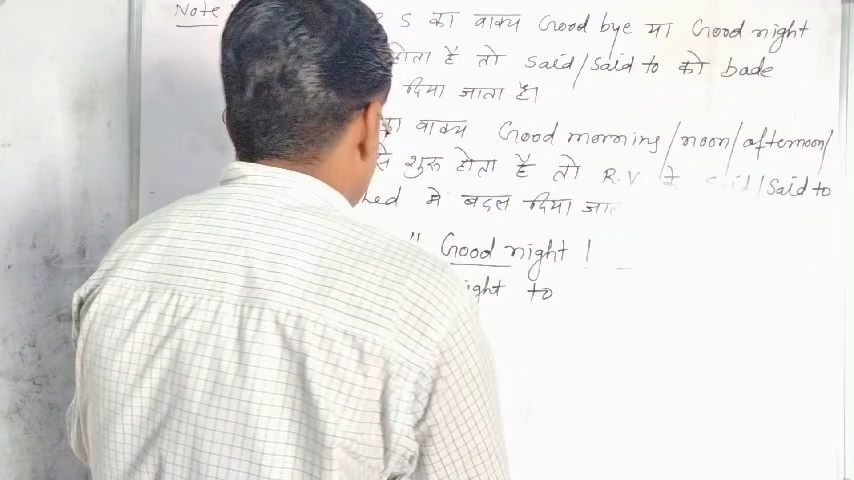 Note
S का वाक्य Good bye या Good night
होता है तो Said/Said to को bade
दिया जाता है।
वाक्य Good morning/noon/afternoon/
से शुरू होता है तो R.V के Said/Said to
में बदल दिया जाता
" Good night !
ight to